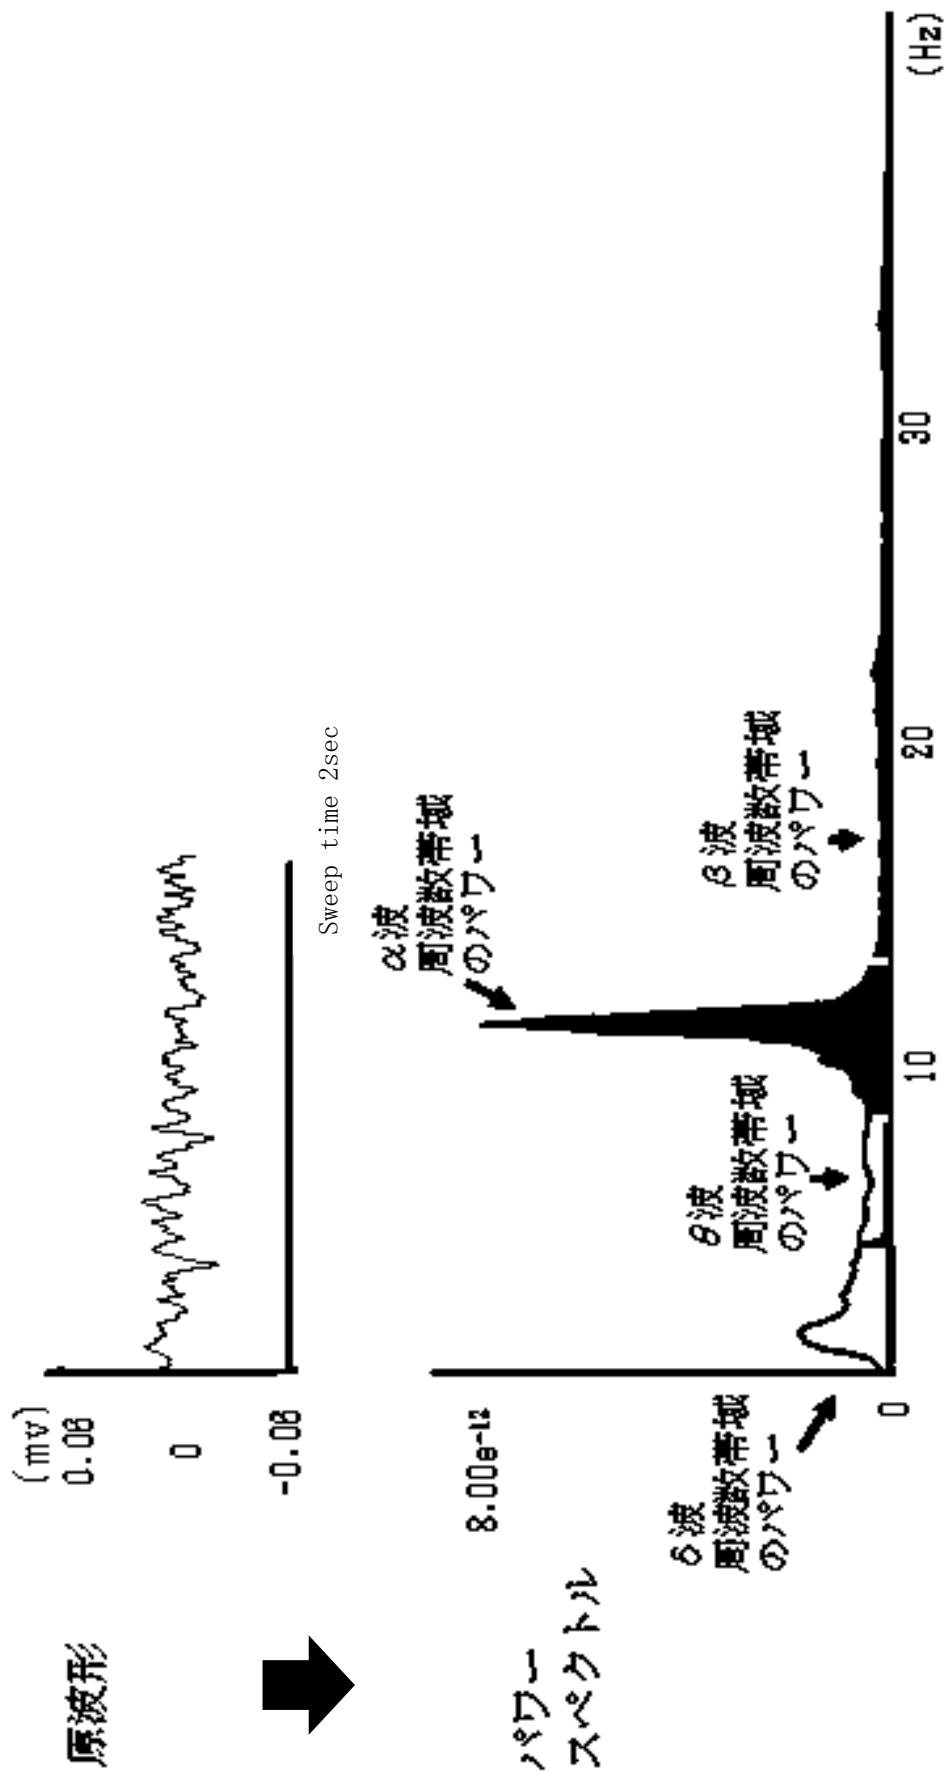 原波形
(mv)
0.06
0
-0.06
Sweep time 2sec
パワー
スペクトル
8.00e-12
δ波
周波数帯域
のパワー
θ波
周波数帯域
のパワー
α波
周波数帯域
のパワー
β波
周波数帯域
のパワー
0
10
20
30
(Hz)